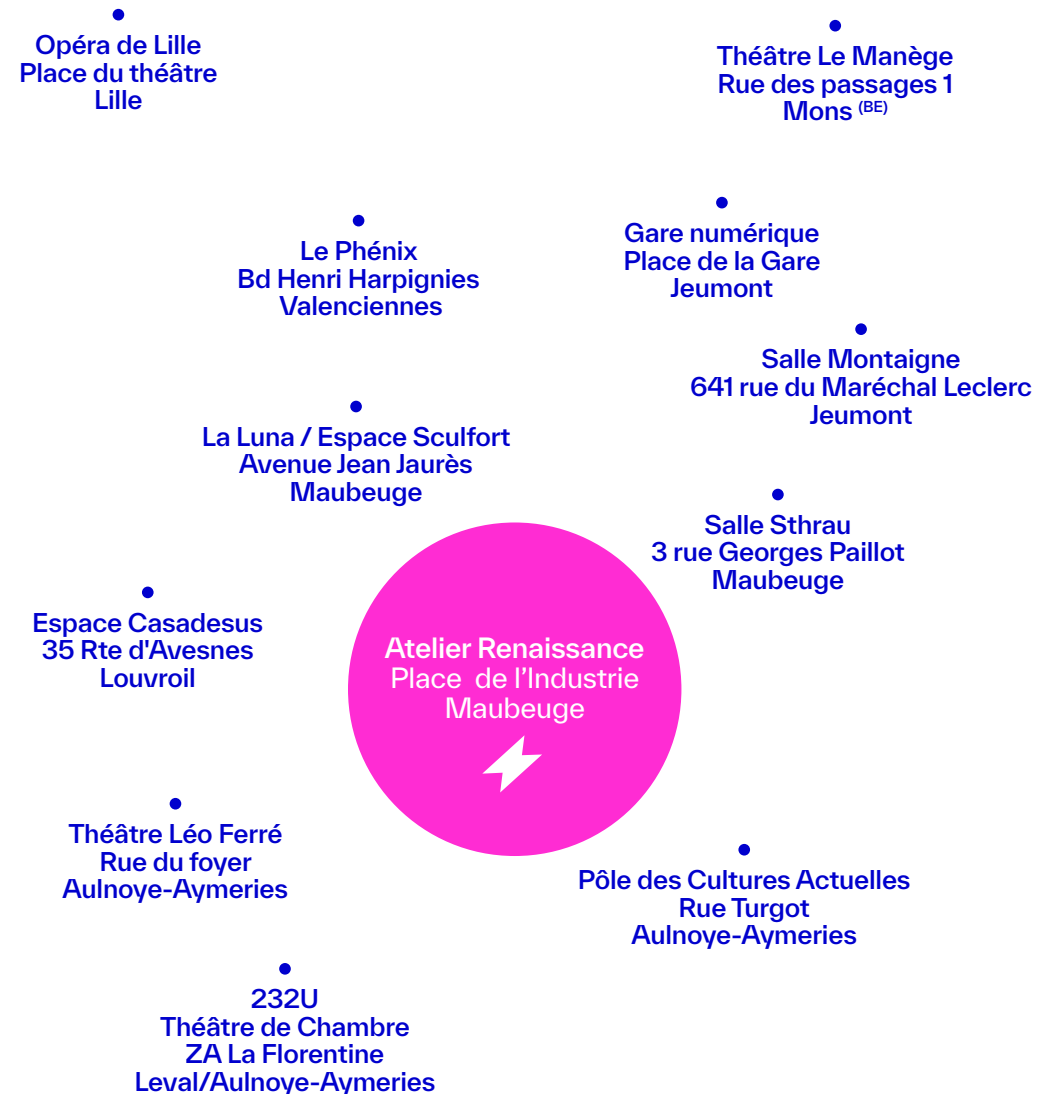 Opéra de Lille
Place du théâtre
Lille
Théâtre Le Manège
Rue des passages 1
Mons (BE)
Le Phénix
Bd Henri Harpignies
Valenciennes
Gare numérique
Place de la Gare
Jeumont
Salle Montaigne
641 rue du Maréchal Leclerc
Jeumont
La Luna / Espace Sculfort
Avenue Jean Jaurès
Maubeuge
Salle Sthrau
3 rue Georges Paillot
Maubeuge
Espace Casadesus
35 Rte d'Avesnes
Louvroil
Atelier Renaissance
Place de l’Industrie
Maubeuge
Théâtre Léo Ferré
Rue du foyer
Aulnoye-Aymeries
Pôle des Cultures Actuelles
Rue Turgot
Aulnoye-Aymeries
232U
Théâtre de Chambre
ZA La Florentine
Leval/Aulnoye-Aymeries